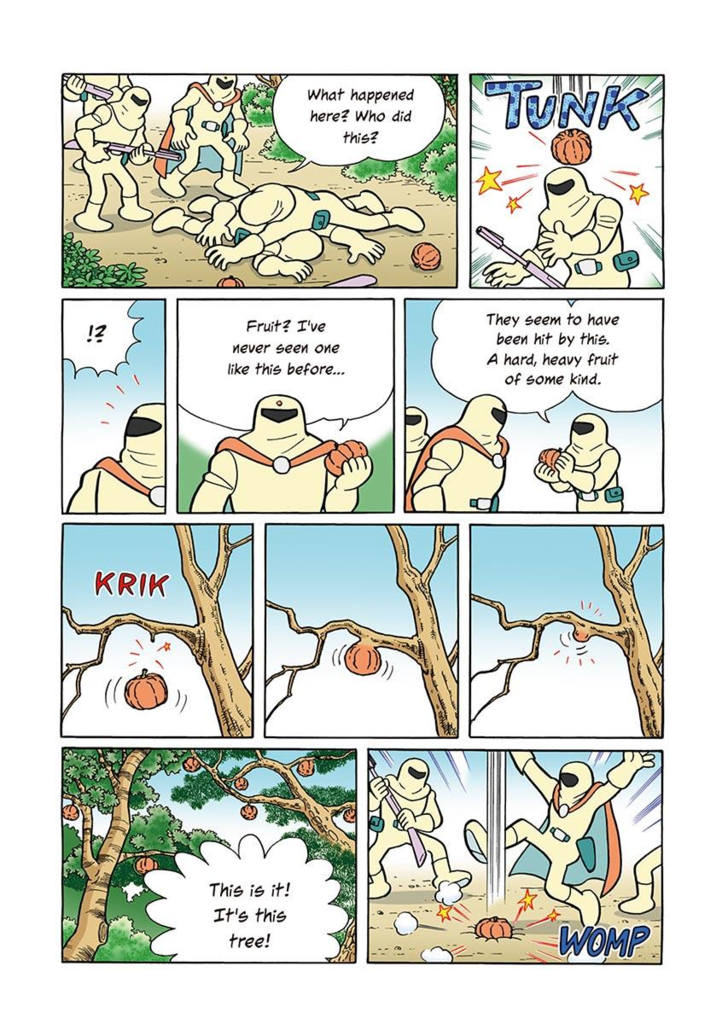 TUNK
What happened
here? Who did
this?
They seem to have
been hit by this.
A hard, heavy fruit
of some kind.
Fruit? I've
never seen one
like this before...
!?
KRIK
WOMP
This is it!
It's this
tree!